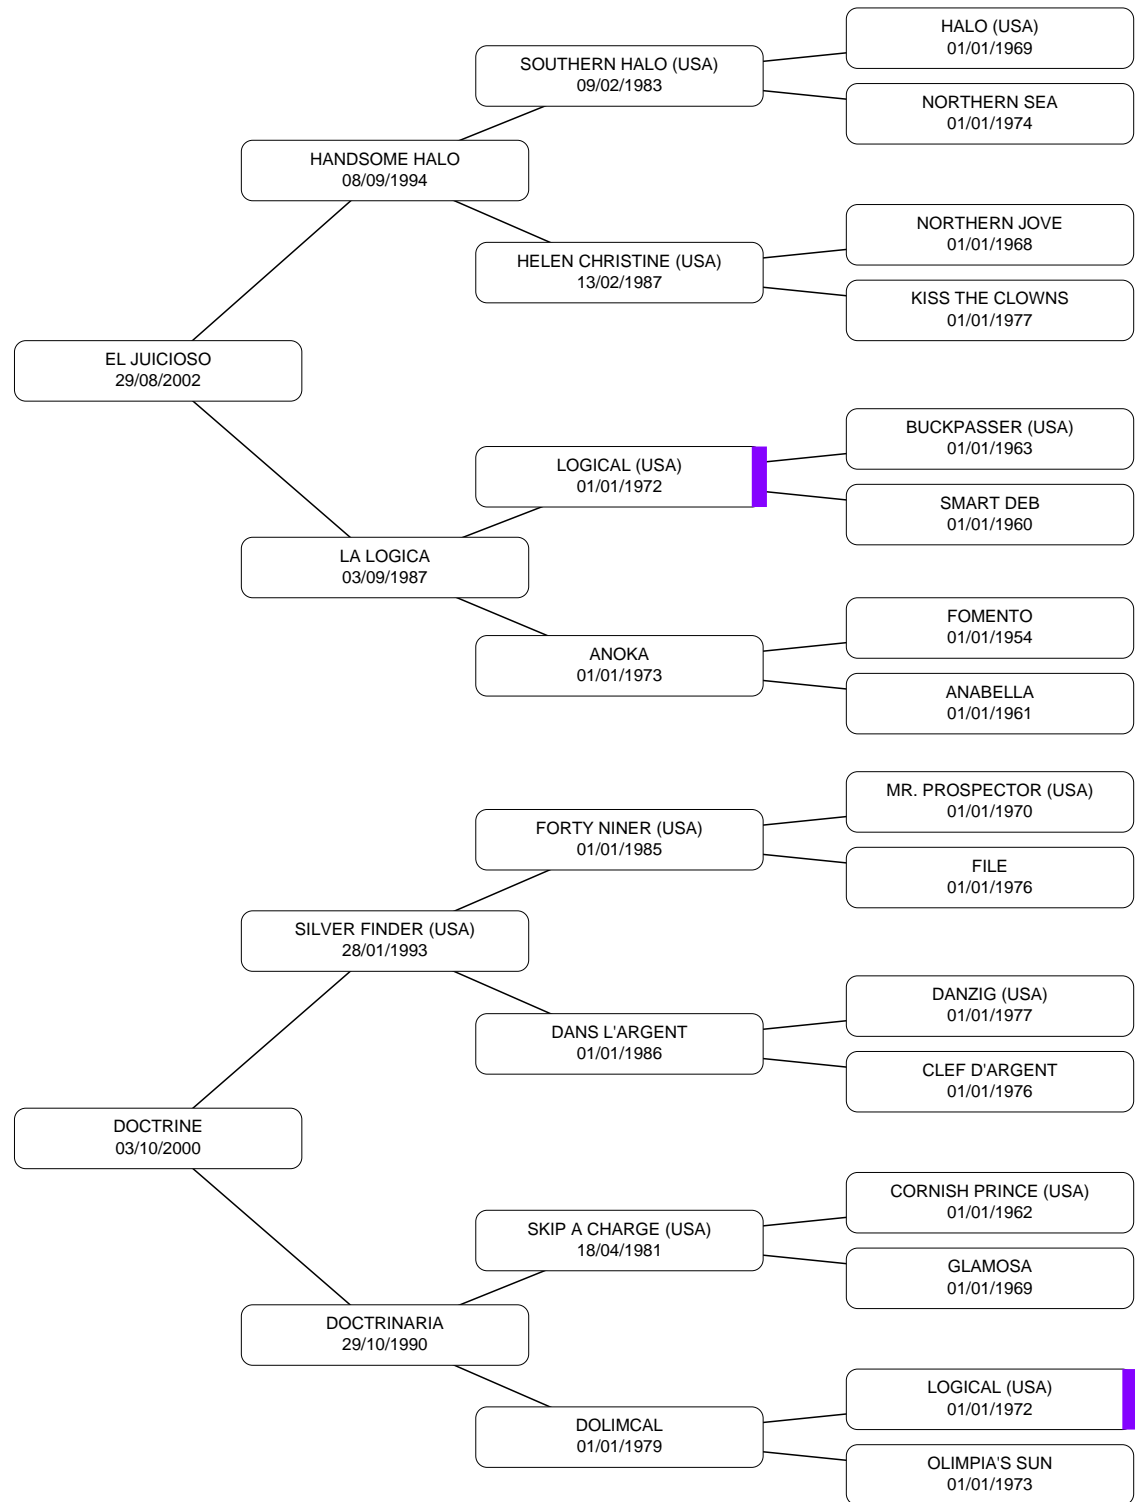 HALO (USA)
01/01/1969
SOUTHERN HALO (USA)
09/02/1983
NORTHERN SEA
01/01/1974
HANDSOME HALO
08/09/1994
NORTHERN JOVE
01/01/1968
HELEN CHRISTINE (USA)
13/02/1987
KISS THE CLOWNS
01/01/1977
EL JUICIOSO
29/08/2002
BUCKPASSER (USA)
01/01/1963
LOGICAL (USA)
01/01/1972
SMART DEB
01/01/1960
LA LOGICA
03/09/1987
FOMENTO
01/01/1954
ANOKA
01/01/1973
ANABELLA
01/01/1961
MR. PROSPECTOR (USA)
01/01/1970
FORTY NINER (USA)
01/01/1985
FILE
01/01/1976
SILVER FINDER (USA)
28/01/1993
DANZIG (USA)
01/01/1977
DANS L'ARGENT
01/01/1986
CLEF D'ARGENT
01/01/1976
DOCTRINE
03/10/2000
CORNISH PRINCE (USA)
01/01/1962
SKIP A CHARGE (USA)
18/04/1981
GLAMOSA
01/01/1969
DOCTRINARIA
29/10/1990
LOGICAL (USA)
01/01/1972
DOLIMCAL
01/01/1979
OLIMPIA'S SUN
01/01/1973